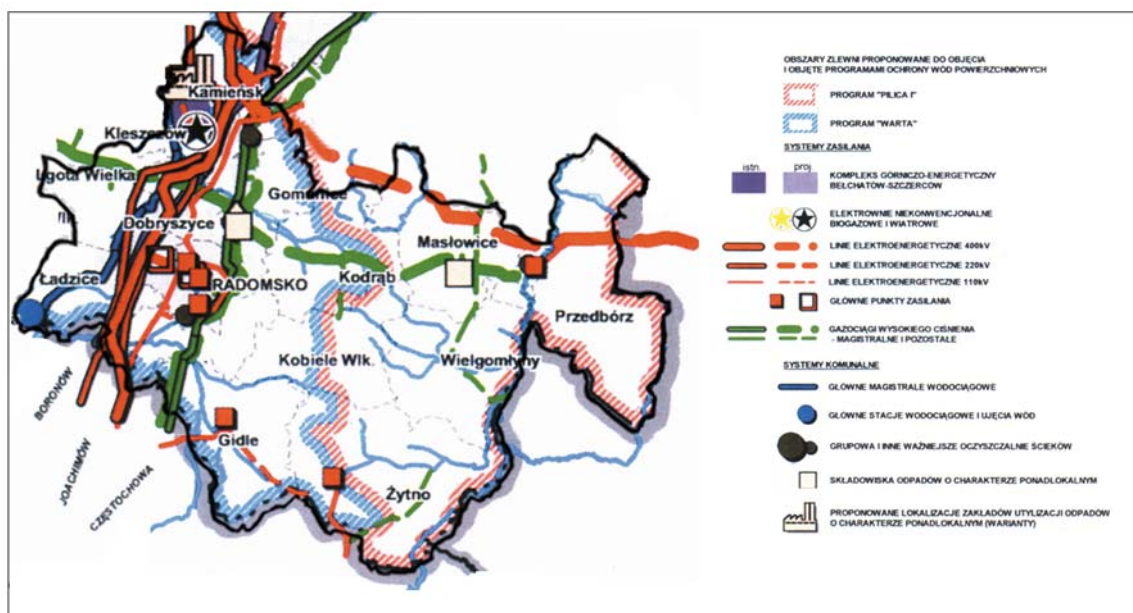 Kamieńsk
Kleszczów
Lgota Wielka
Gomunice
Dobryszyce
Masłowice
Ładzice
RADOMSKO
Kodrąb
Przedbórz
Kobiele Wlk.
Wielgomłyny
BORONÓW
Gidle
JOACHIMÓW
Żytno
CZĘSTOCHOWA
OBSZARY ZLEWNI PROPONOWANE DO OBJĘCIA
I OBJĘTE PROGRAMAMI OCHRONY WÓD POWIERZCHNIOWYCH
PROGRAM "PILICA I"
PROGRAM "WARTA"
SYSTEMY ZASILANIA
istn. proj
KOMPLEKS GÓRNICZO-ENERGETYCZNY
BEŁCHATÓW-SZCZERCÓW
ELEKTROWNIE NIEKONWENCJONALNE
BIOGAZOWE I WIATROWE
LINIE ELEKTROENERGETYCZNE 400kV
LINIE ELEKTROENERGETYCZNE 220kV
LINIE ELEKTROENERGETYCZNE 110kV
GŁÓWNE PUNKTY ZASILANIA
GAZOCIĄGI WYSOKIEGO CIŚNIENIA
- MAGISTRALNE I POZOSTAŁE
SYSTEMY KOMUNALNE
GŁÓWNE MAGISTRALE WODOCIĄGOWE
GŁÓWNE STACJE WODOCIĄGOWE I UJĘCIA WÓD
GRUPOWA I INNE WAŻNIEJSZE OCZYSZCZALNIE ŚCIEKÓW
SKŁADOWISKA ODPADÓW O CHARAKTERZE PONADLOKALNYM
PROPONOWANE LOKALIZACJE ZAKŁADÓW UTYLIZACJI ODPADÓW
O CHARAKTERZE PONADLOKALNYM (WARIANTY)